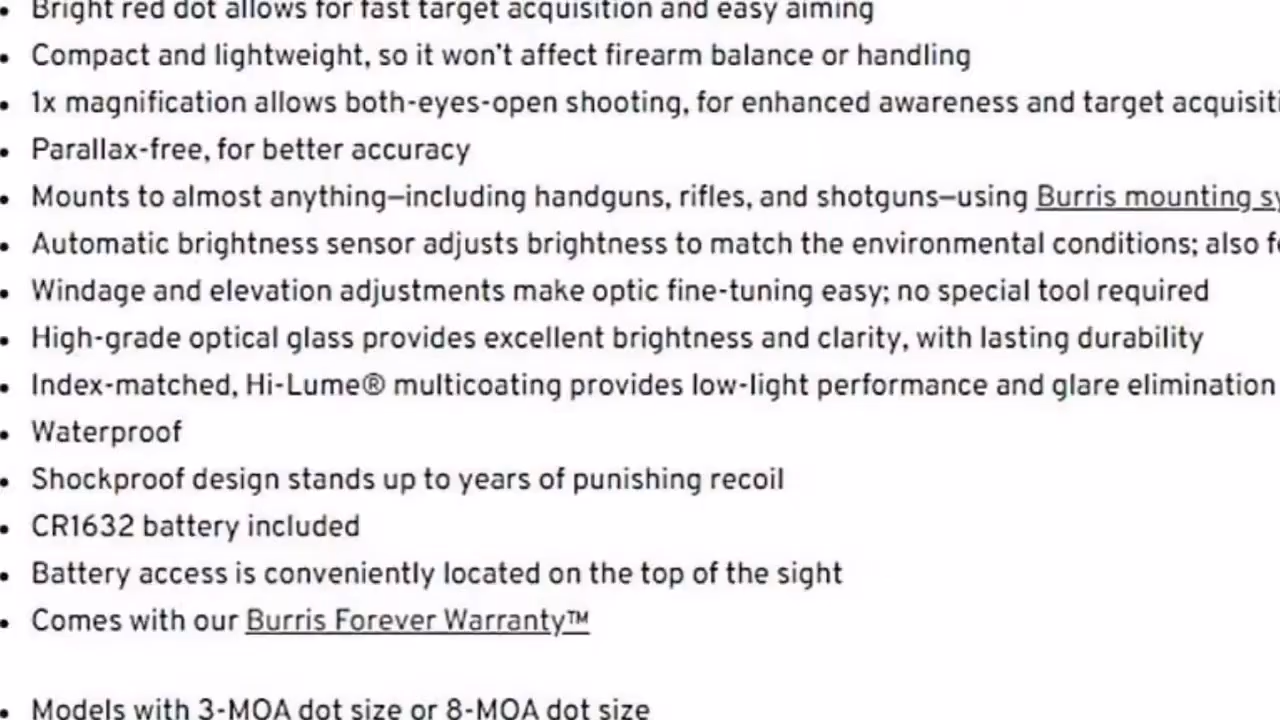 • Bright red dot allows for fast target acquisition and easy aiming
• Compact and lightweight, so it won't affect firearm balance or handling
• 1x magnification allows both-eyes-open shooting, for enhanced awareness and target acquisiti
• Parallax-free, for better accuracy
• Mounts to almost anything—including handguns, rifles, and shotguns—using Burris mounting sy
• Automatic brightness sensor adjusts brightness to match the environmental conditions; also f
• Windage and elevation adjustments make optic fine-tuning easy; no special tool required
• High-grade optical glass provides excellent brightness and clarity, with lasting durability
• Index-matched, Hi-Lume® multicoating provides low-light performance and glare elimination
• Waterproof
• Shockproof design stands up to years of punishing recoil
• CR1632 battery included
• Battery access is conveniently located on the top of the sight
• Comes with our Burris Forever Warranty™
• Models with 3-MOA dot size or 8-MOA dot size